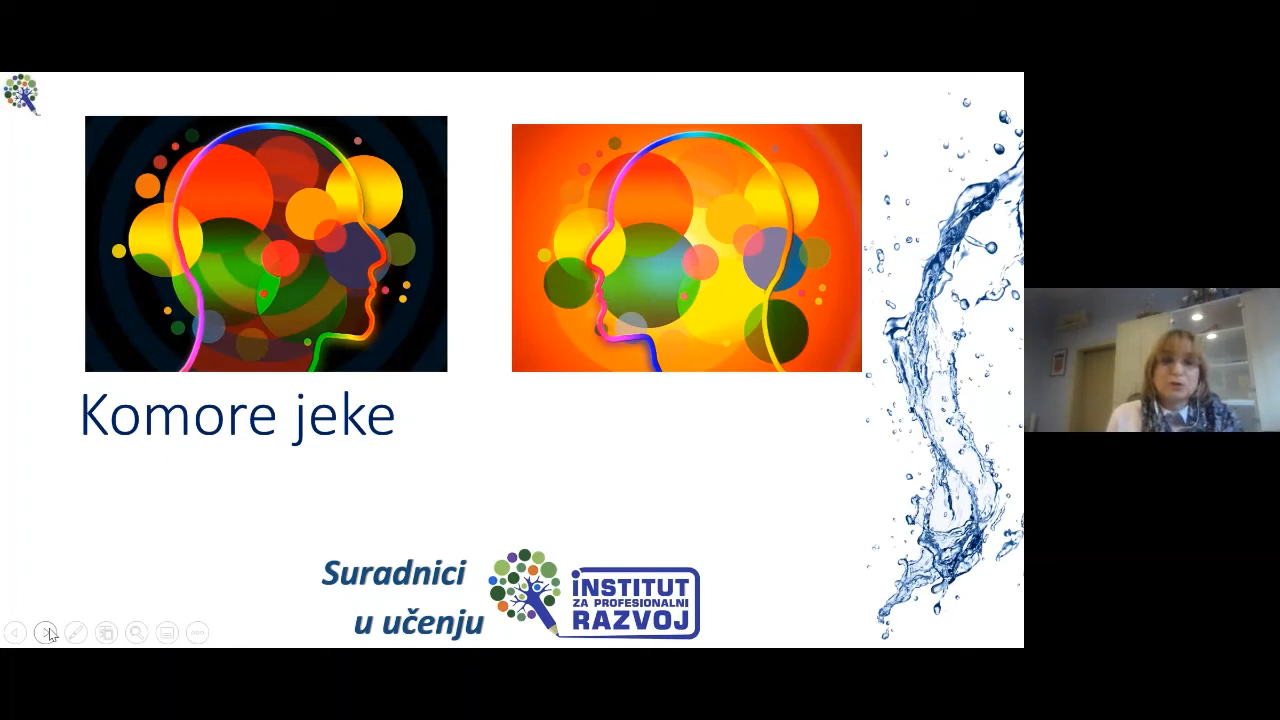 Komore jeke
Suradnici
u učenju
INSTITUT
ZA PROFESIONALNI
RAZVOJ